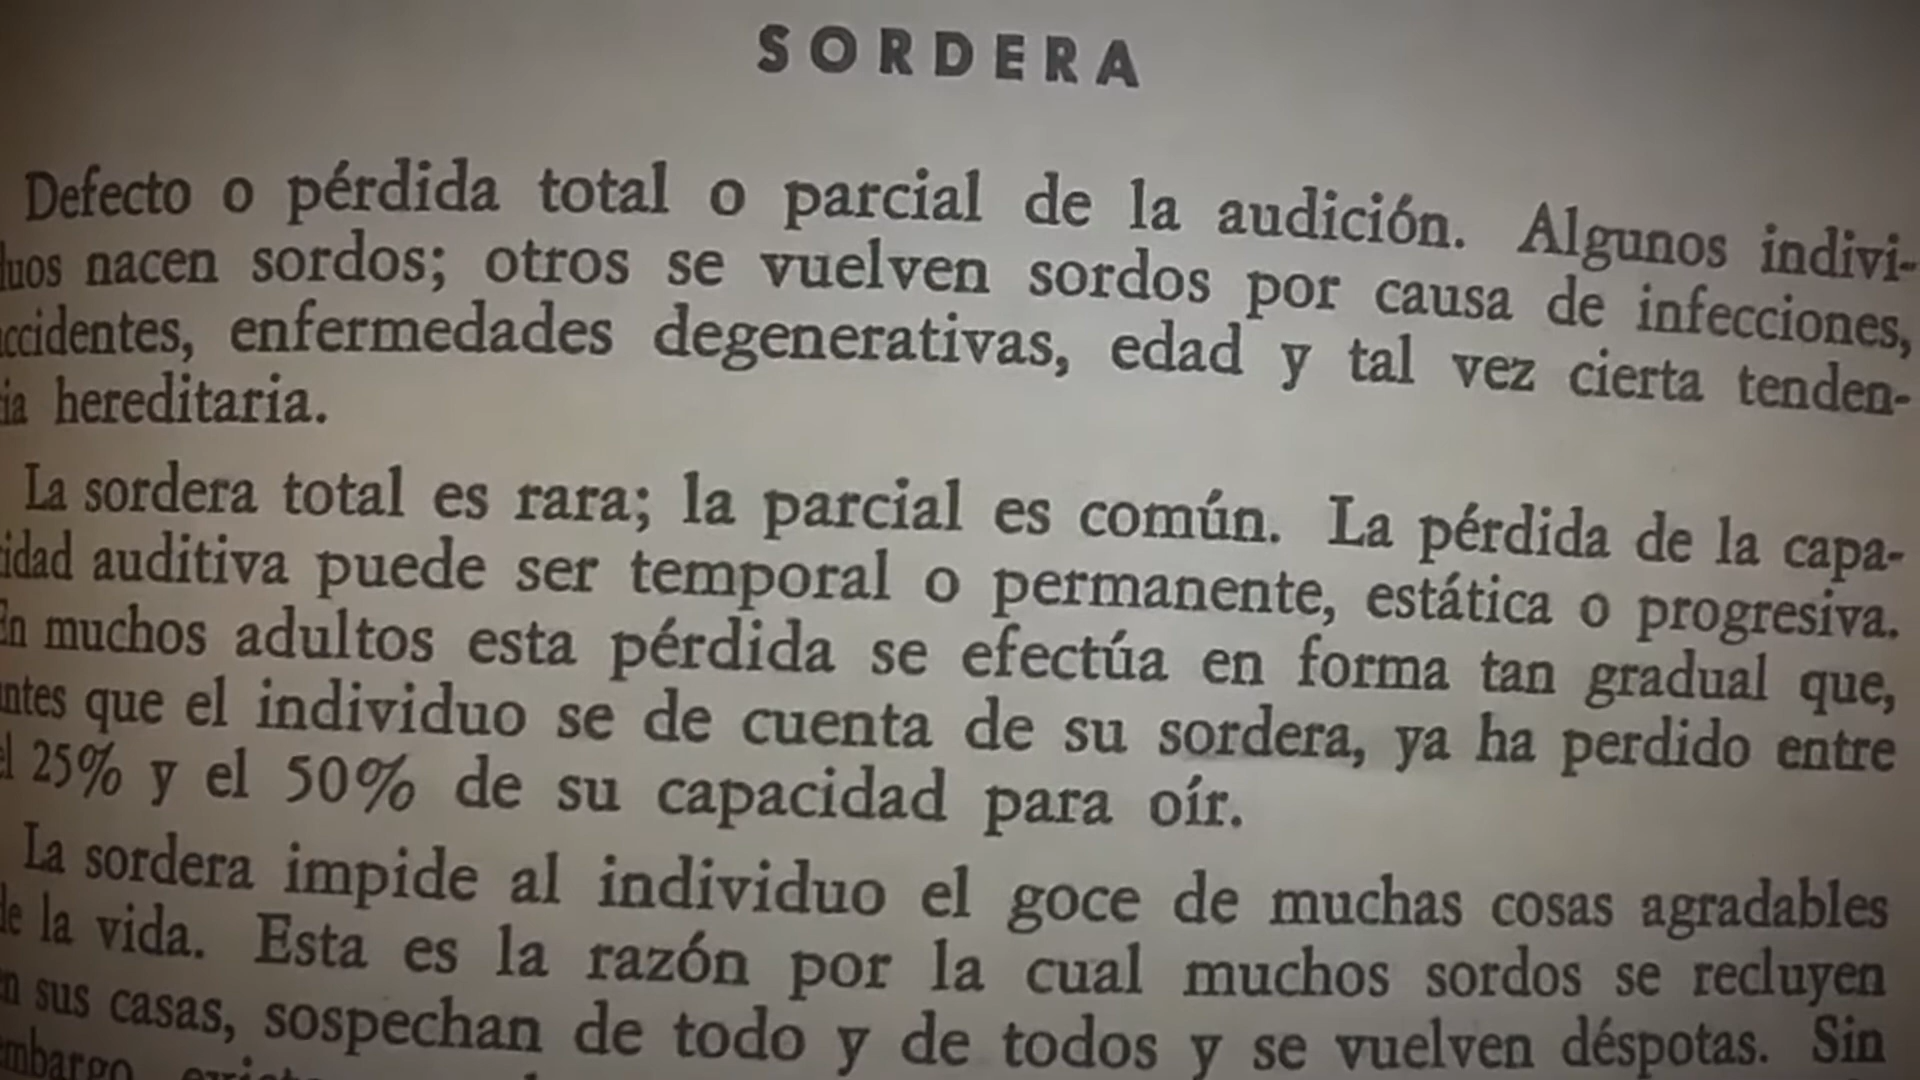 SORDERA
Defecto o pérdida total o parcial de la audición. Algunos indivi-
duos nacen sordos; otros se vuelven sordos por causa de infecciones,
accidentes, enfermedades degenerativas, edad y tal vez cierta tenden-
cia hereditaria.
La sordera total es rara; la parcial es común. La pérdida de la capa-
cidad auditiva puede ser temporal o permanente, estática o progresiva.
En muchos adultos esta pérdida se efectúa en forma tan gradual que,
antes que el individuo se de cuenta de su sordera, ya ha perdido entre
el 25% y el 50% de su capacidad para oír.
La sordera impide al individuo el goce de muchas cosas agradables
de la vida. Esta es la razón por la cual muchos sordos se recluyen
en sus casas, sospechan de todo y de todos y se vuelven déspotas. Sin
embargo